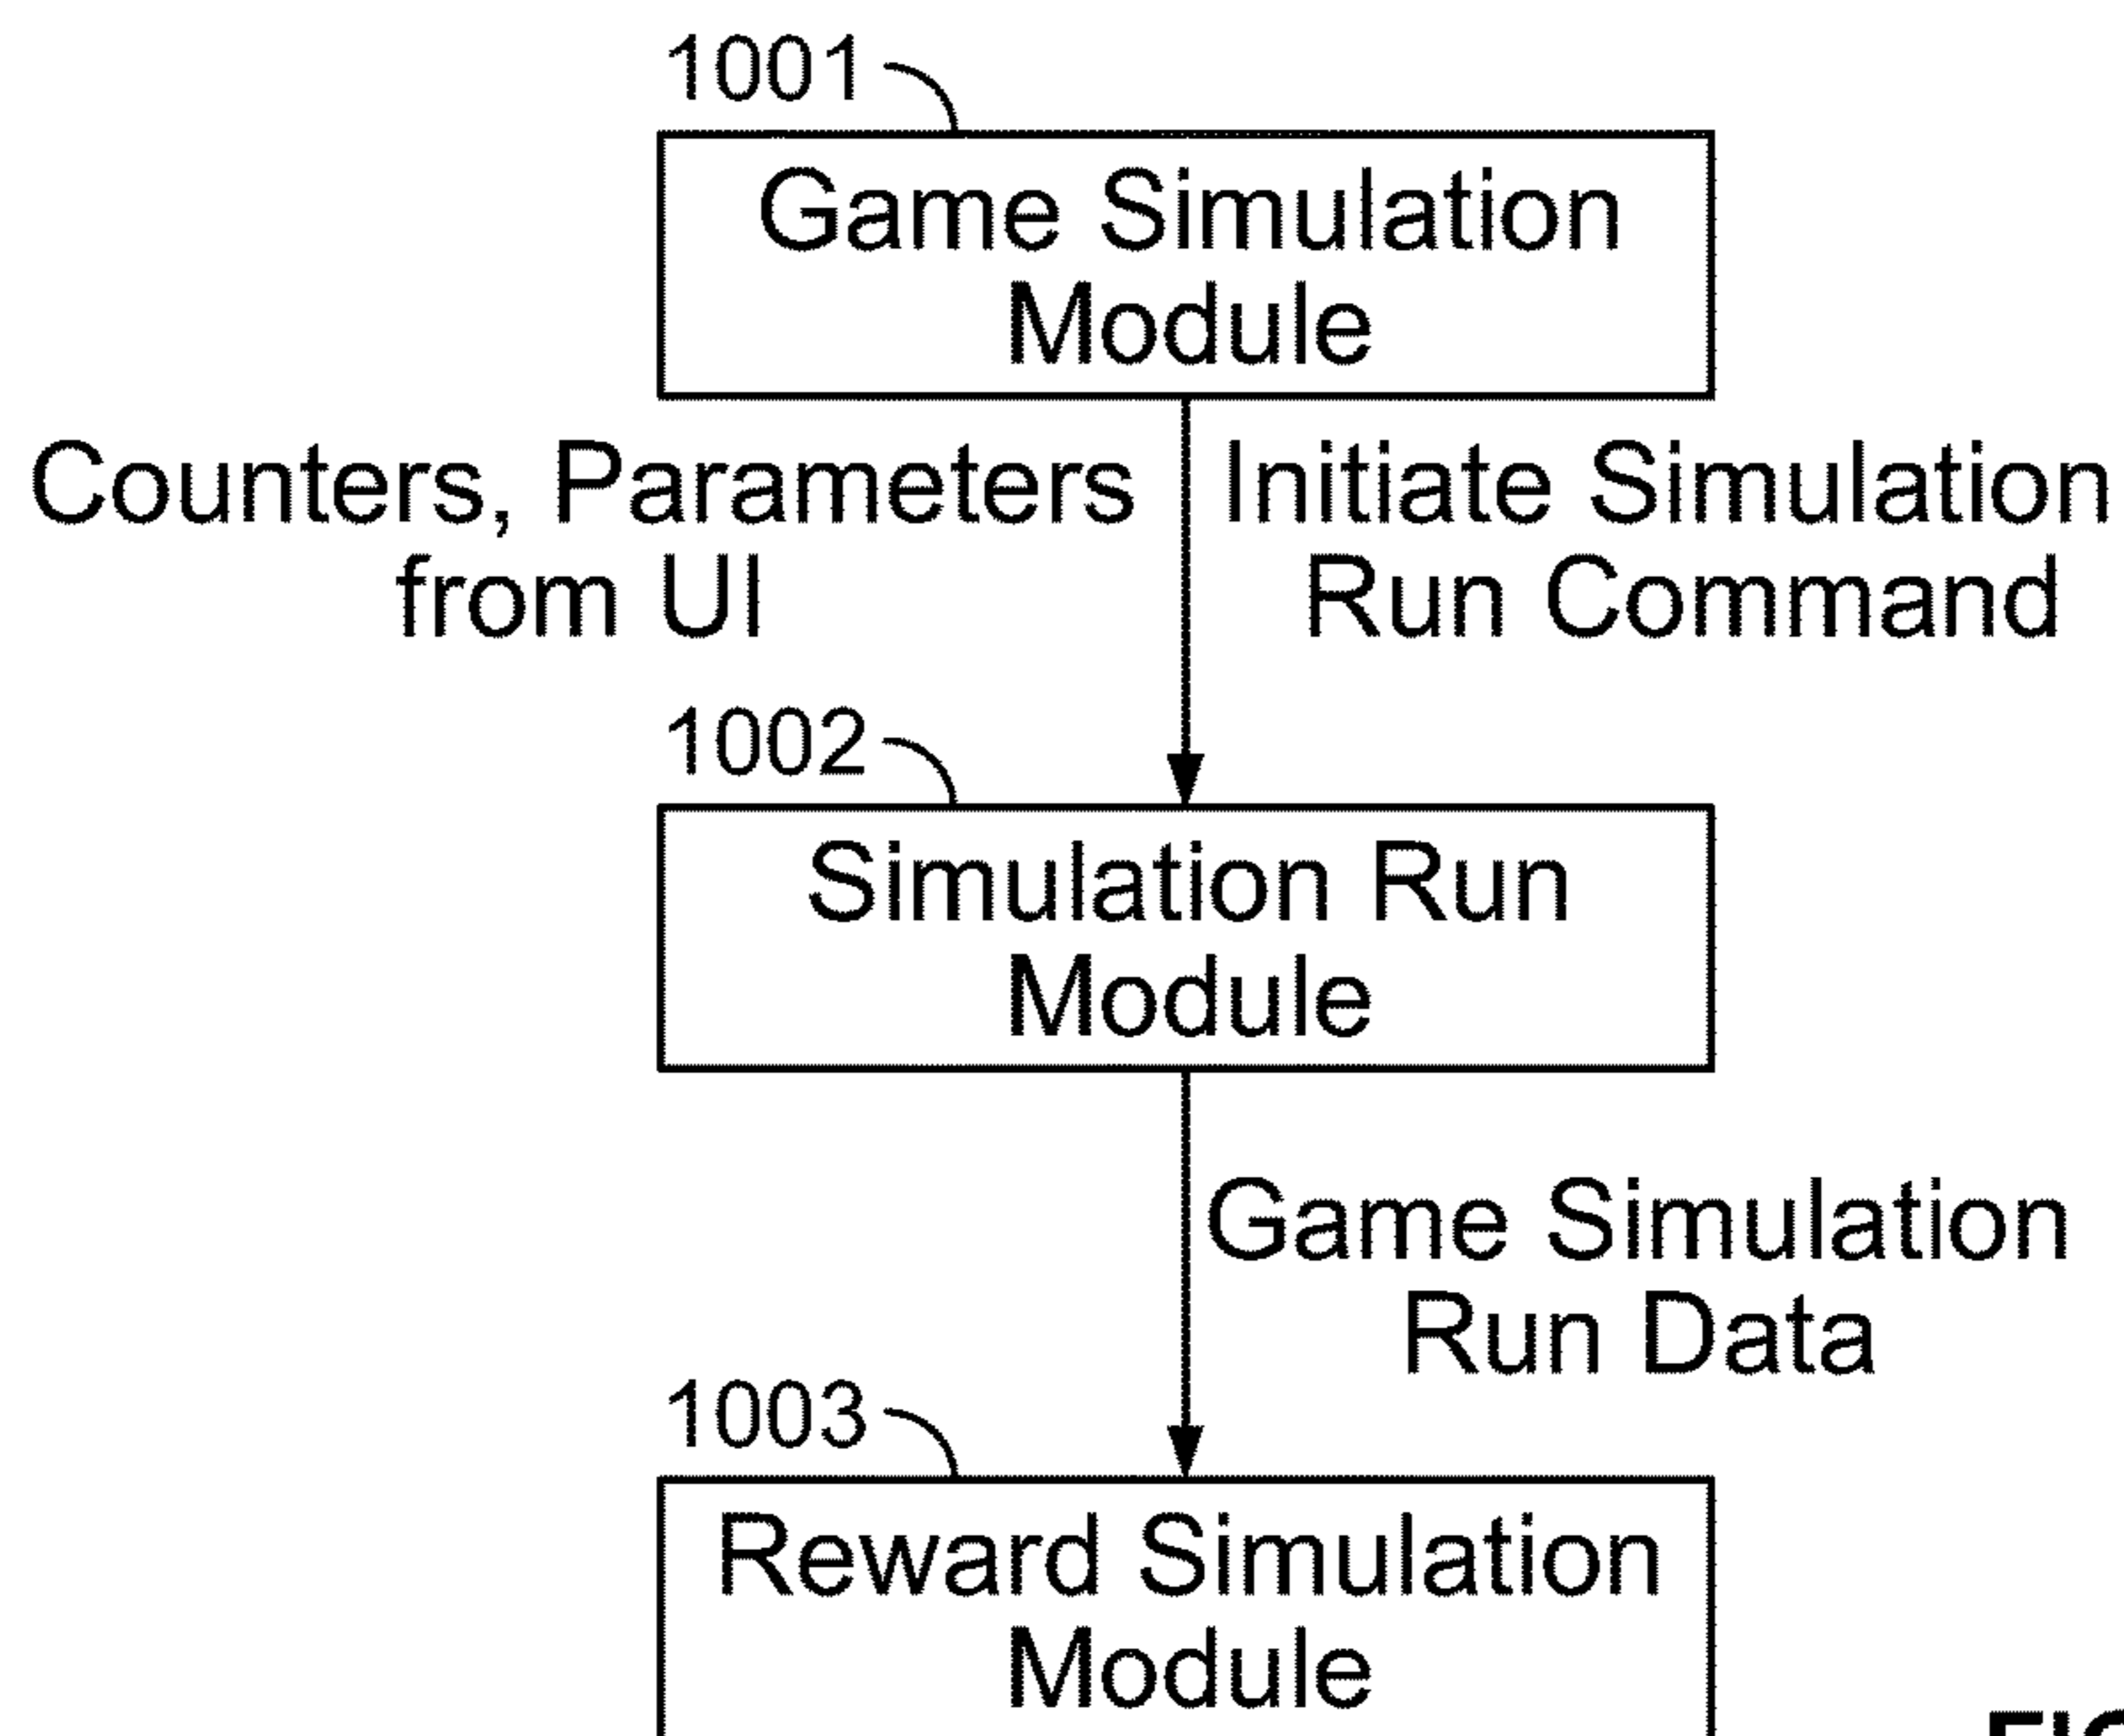 1001
Game Simulation
Module
Counters, Parameters
from UI
Initiate Simulation
Run Command
1002
Simulation Run
Module
Game Simulation
Run Data
1003
Reward Simulation
Module